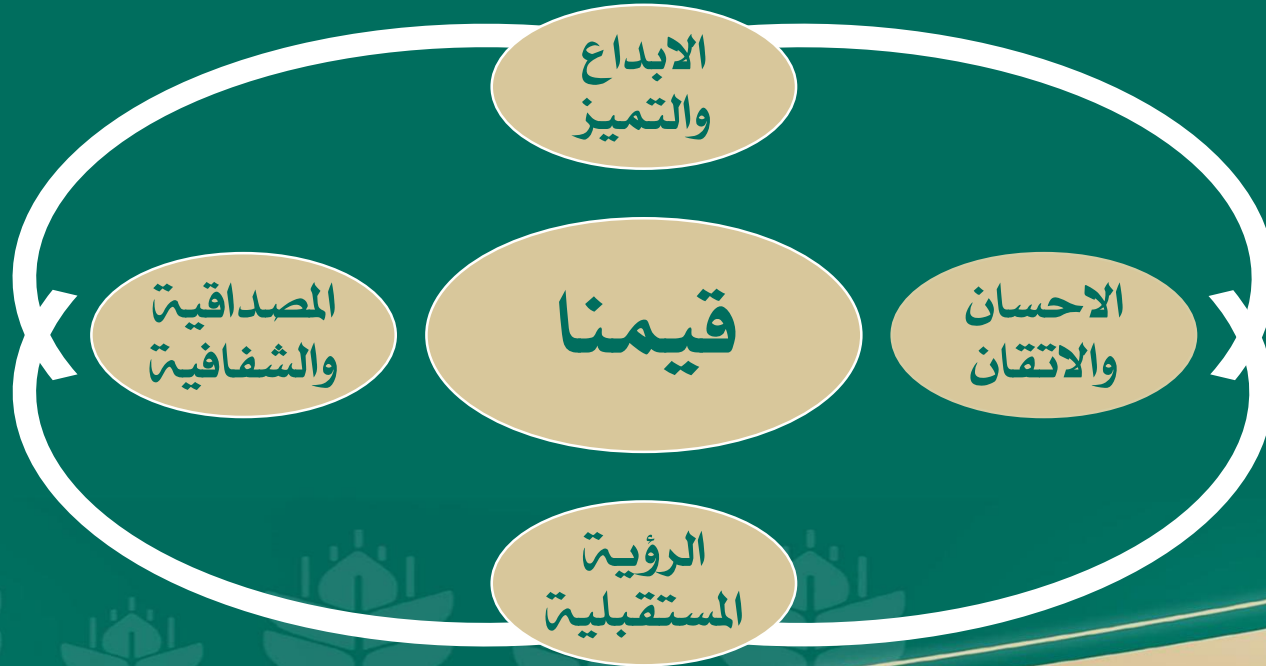 الابداع
والتميز
الاحسان
والاتقان
قيمنا
المصداقية
والشفافية
الرؤية
المستقبلية